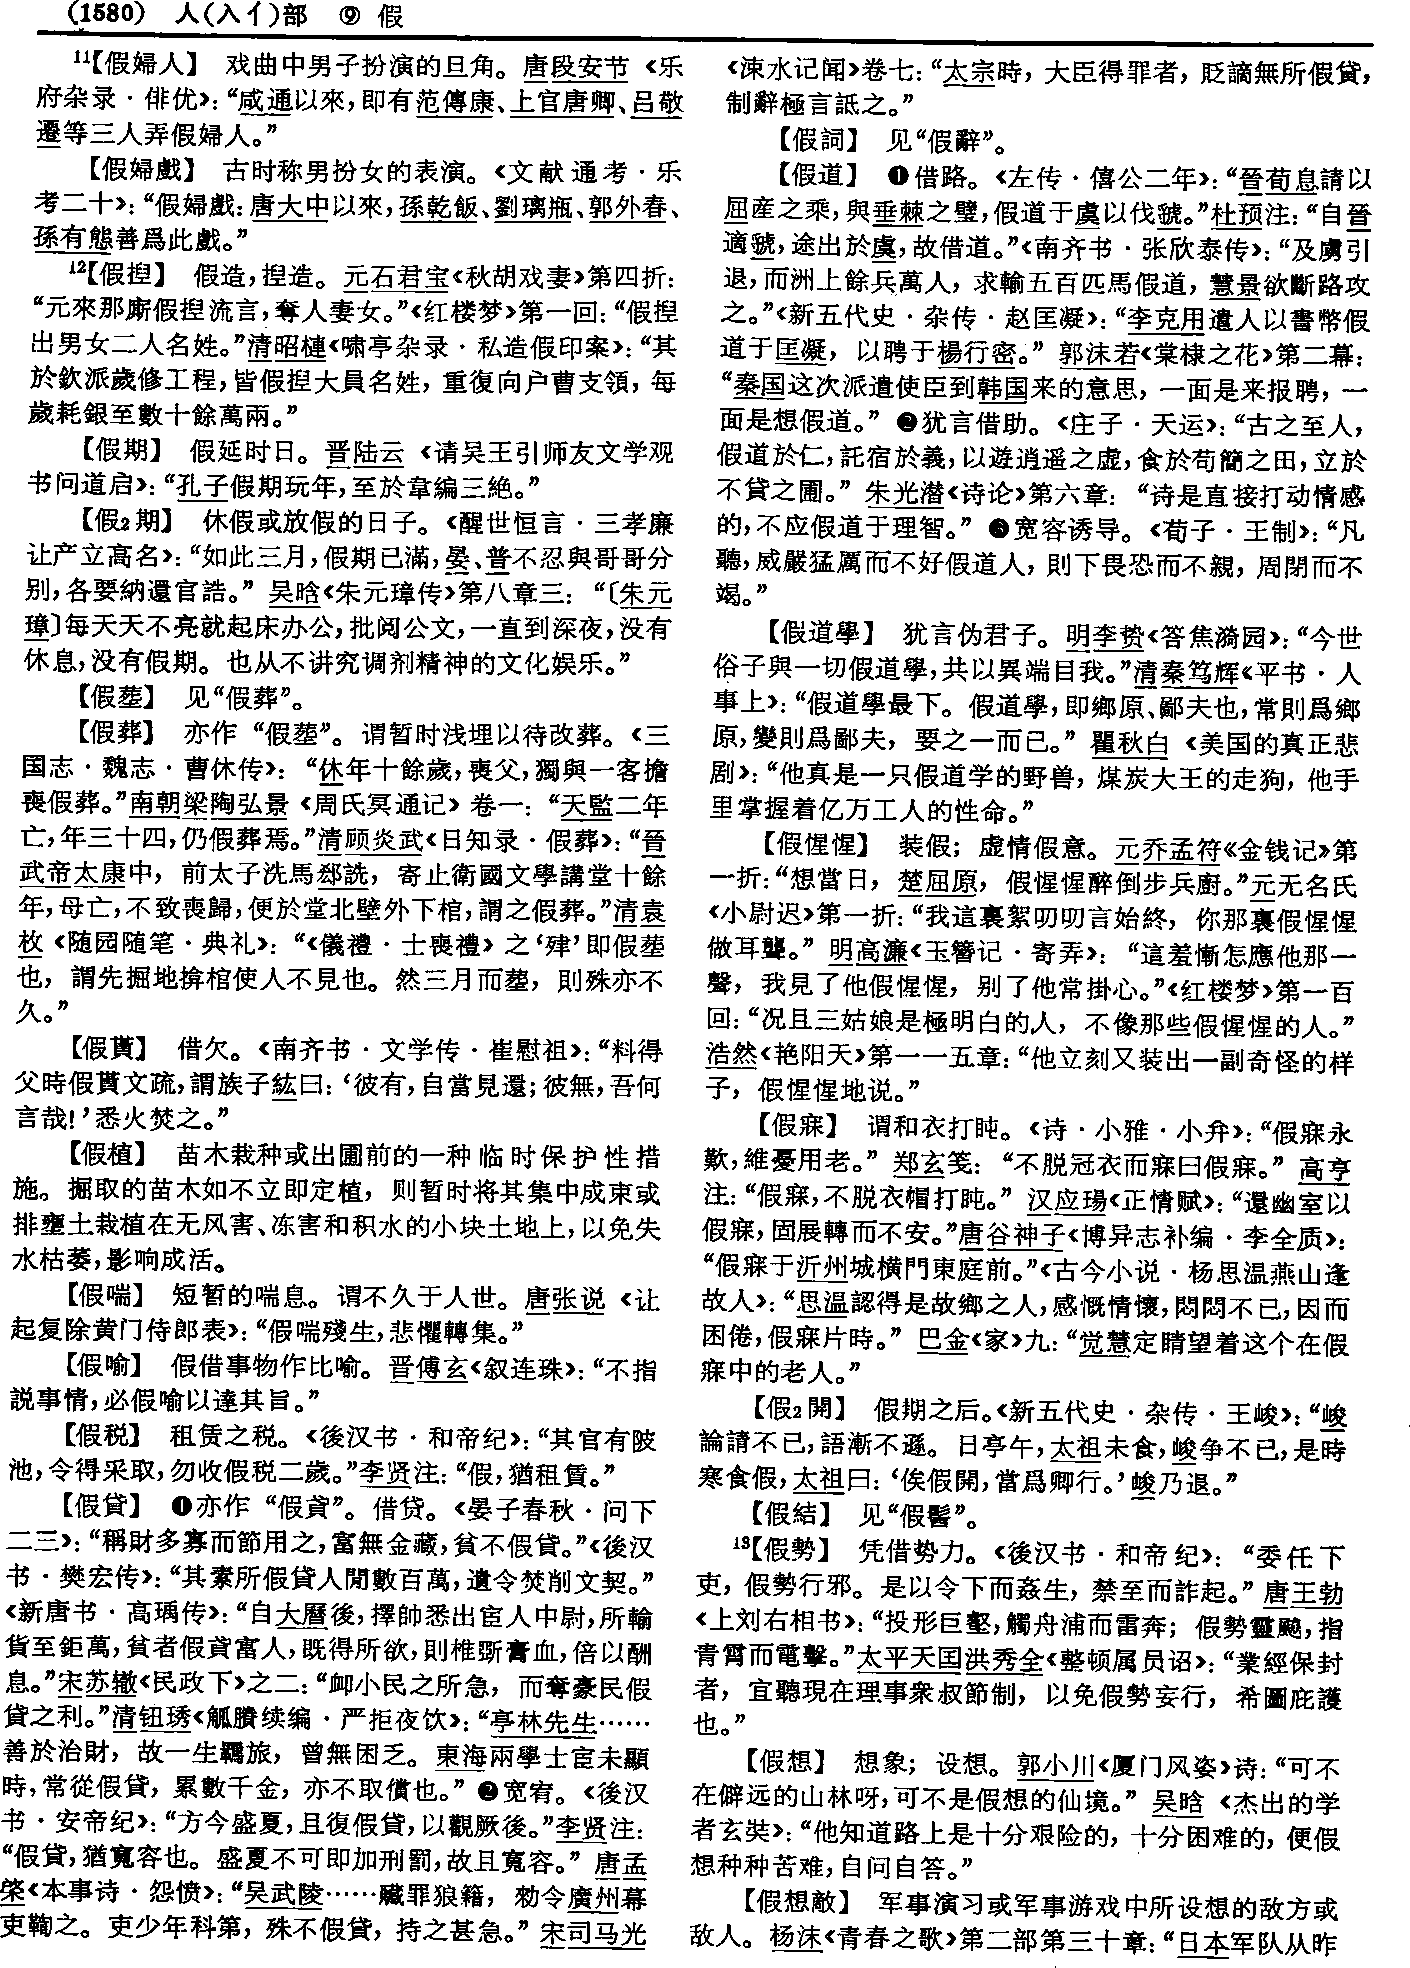 (1580)　人(入亻)部　⑨　假
¹¹【假婦人】　戏曲中男子扮演的旦角。唐段安节《乐
府杂录·俳优》：“咸通以來，即有范傳康、上官唐卿、吕敬
遷等三人弄假婦人。”
【假婦戲】　古时称男扮女的表演。《文献通考·乐
考二十》：“假婦戲：唐大中以來，孫乾飯、劉璃瓶、郭外春、
孫有態善爲此戲。”
¹²【假捏】　假造，捏造。元石君宝《秋胡戏妻》第四折：
“元來那廝假捏流言，奪人妻女。”《红楼梦》第一回：“假捏
出男女二人名姓。”清昭槤《啸亭杂录·私造假印案》：“其
於欽派歲修工程，皆假捏大員名姓，重復向户曹支領，每
歲耗銀至數十餘萬兩。”
【假期】　假延时日。晋陆云《请吴王引师友文学观
书问道启》：“孔子假期玩年，至於韋编三絶。”
【假₂期】　休假或放假的日子。《醒世恒言·三孝廉
让产立高名》：“如此三月，假期已滿，晏、普不忍與哥哥分
别，各要納還官誥。”吴晗《朱元璋传》第八章三：“〔朱元
璋〕每天天不亮就起床办公，批阅公文，一直到深夜，没有
休息，没有假期。也从不讲究调剂精神的文化娱乐。”
【假塟】　见“假葬”。
【假葬】　亦作“假塟”。谓暂时浅埋以待改葬。《三
国志·魏志·曹休传》：“休年十餘歲，喪父，獨與一客擔
喪假葬。”南朝梁陶弘景《周氏冥通记》卷一：“天監二年
亡，年三十四，仍假葬焉。”清顾炎武《日知录·假葬》：“晉
武帝太康中，前太子洗馬郄詵，寄止衛國文學講堂十餘
年，母亡，不致喪歸，便於堂北壁外下棺，謂之假葬。”清袁
枚《随园随笔·典礼》：“《儀禮·士喪禮》之‘殔’即假塟
也，謂先掘地揜棺使人不見也。然三月而塟，則殊亦不
久。”
【假貰】　借欠。《南齐书·文学传·崔慰祖》：“料得
父時假貰文疏，謂族子紘曰：‘彼有，自當見還；彼無，吾何
言哉！’悉火焚之。”
【假植】　苗木栽种或出圃前的一种临时保护性措
施。掘取的苗木如不立即定植，则暂时将其集中成束或
排壅土栽植在无风害、冻害和积水的小块土地上，以免失
水枯萎，影响成活。
【假喘】　短暂的喘息。谓不久于人世。唐张说《让
起复除黄门侍郎表》：“假喘殘生，悲懼轉集。”
【假喻】　假借事物作比喻。晋傅玄《叙连珠》：“不指
説事情，必假喻以達其旨。”
【假税】　租赁之税。《後汉书·和帝纪》：“其官有陂
池，令得采取，勿收假税二歲。”李贤注：“假，猶租賃。”
【假貸】　❶亦作“假貣”。借贷。《晏子春秋·问下
二三》：“稱財多寡而節用之，富無金藏，貧不假貸。”《後汉
书·樊宏传》：“其素所假貸人閒數百萬，遺令焚削文契。”
《新唐书·高瑀传》：“自大曆後，擇帥悉出宦人中尉，所輸
貨至鉅萬，貧者假貣富人，既得所欲，則椎斲膏血，倍以酬
息。”宋苏辙《民政下》之二：“卹小民之所急，而奪豪民假
貸之利。”清钮琇《觚賸续编·严拒夜饮》：“亭林先生……
善於治財，故一生羈旅，曾無困乏。東海兩學士宦未顯
時，常從假貸，累數千金，亦不取償也。”❷宽宥。《後汉
书·安帝纪》：“方今盛夏，且復假貸，以觀厥後。”李贤注：
“假貸，猶寬容也。盛夏不可即加刑罰，故且寬容。”唐孟
棨《本事诗·怨愤》：“吴武陵……贜罪狼籍，勑令廣州幕
吏鞫之。吏少年科第，殊不假貸，持之甚急。”宋司马光
《涑水记闻》卷七：“太宗時，大臣得罪者，貶謫無所假貸，
制辭極言詆之。”
【假詞】　见“假辭”。
【假道】　❶借路。《左传·僖公二年》：“晉荀息請以
屈産之乘，與垂棘之璧，假道于虞以伐虢。”杜预注：“自晉
適虢，途出於虞，故借道。”《南齐书·张欣泰传》：“及虜引
退，而洲上餘兵萬人，求輸五百匹馬假道，慧景欲斷路攻
之。”《新五代史·杂传·赵匡凝》：“李克用遣人以書幣假
道于匡凝，以聘于楊行密。”郭沫若《棠棣之花》第二幕：
“秦国这次派遣使臣到韩国来的意思，一面是来报聘，一
面是想假道。”❷犹言借助。《庄子·天运》：“古之至人，
假道於仁，託宿於義，以遊逍遥之虚，食於苟簡之田，立於
不貸之圃。”朱光潜《诗论》第六章：“诗是直接打动情感
的，不应假道于理智。”❸宽容诱导。《荀子·王制》：“凡
聽，威嚴猛厲而不好假道人，則下畏恐而不親，周閉而不
竭。”
【假道學】　犹言伪君子。明李贽《答焦漪园》：“今世
俗子與一切假道學，共以異端目我。”清秦笃辉《平书·人
事上》：“假道學最下。假道學，即鄉原、鄙夫也，常則爲鄉
原，變則爲鄙夫，要之一而已。”瞿秋白《美国的真正悲
剧》：“他真是一只假道学的野兽，煤炭大王的走狗，他手
里掌握着亿万工人的性命。”
【假惺惺】　装假；虚情假意。元乔孟符《金钱记》第
一折：“想當日，楚屈原，假惺惺醉倒步兵廚。”元无名氏
《小尉迟》第一折：“我這裏絮叨叨言始終，你那裏假惺惺
做耳聾。”明高濂《玉簪记·寄弄》：“這羞慚怎應他那一
聲，我見了他假惺惺，别了他常掛心。”《红楼梦》第一百
回：“况且三姑娘是極明白的人，不像那些假惺惺的人。”
浩然《艳阳天》第一一五章：“他立刻又装出一副奇怪的样
子，假惺惺地说。”
【假寐】　谓和衣打盹。《诗·小雅·小弁》：“假寐永
歎，維憂用老。”郑玄笺：“不脱冠衣而寐曰假寐。”高亨
注：“假寐，不脱衣帽打盹。”汉应瑒《正情赋》：“還幽室以
假寐，固展轉而不安。”唐谷神子《博异志补编·李全质》：
“假寐于沂州城横門東庭前。”《古今小说·杨思温燕山逢
故人》：“思温認得是故鄉之人，感慨情懷，悶悶不已，因而
困倦，假寐片時。”巴金《家》九：“觉慧定睛望着这个在假
寐中的老人。”
【假₂開】　假期之后。《新五代史·杂传·王峻》：“峻
論請不已，語漸不遜。日亭午，太祖未食，峻争不已，是時
寒食假，太祖曰：‘俟假開，當爲卿行。’峻乃退。”
【假結】　见“假髻”。
¹³【假勢】　凭借势力。《後汉书·和帝纪》：“委任下
吏，假勢行邪。是以令下而姦生，禁至而詐起。”唐王勃
《上刘右相书》：“投形巨壑，觸舟浦而雷奔；假勢靈飈，指
青霄而電擊。”太平天囯洪秀全《整顿属员诏》：“業經保封
者，宜聽現在理事衆叔節制，以免假勢妄行，希圖庇護
也。”
【假想】　想象；设想。郭小川《厦门风姿》诗：“可不
在僻远的山林呀，可不是假想的仙境。”吴晗《杰出的学
者玄奘》：“他知道路上是十分艰险的，十分困难的，便假
想种种苦难，自问自答。”
【假想敵】　军事演习或军事游戏中所设想的敌方或
敌人。杨沫《青春之歌》第二部第三十章：“日本军队从昨